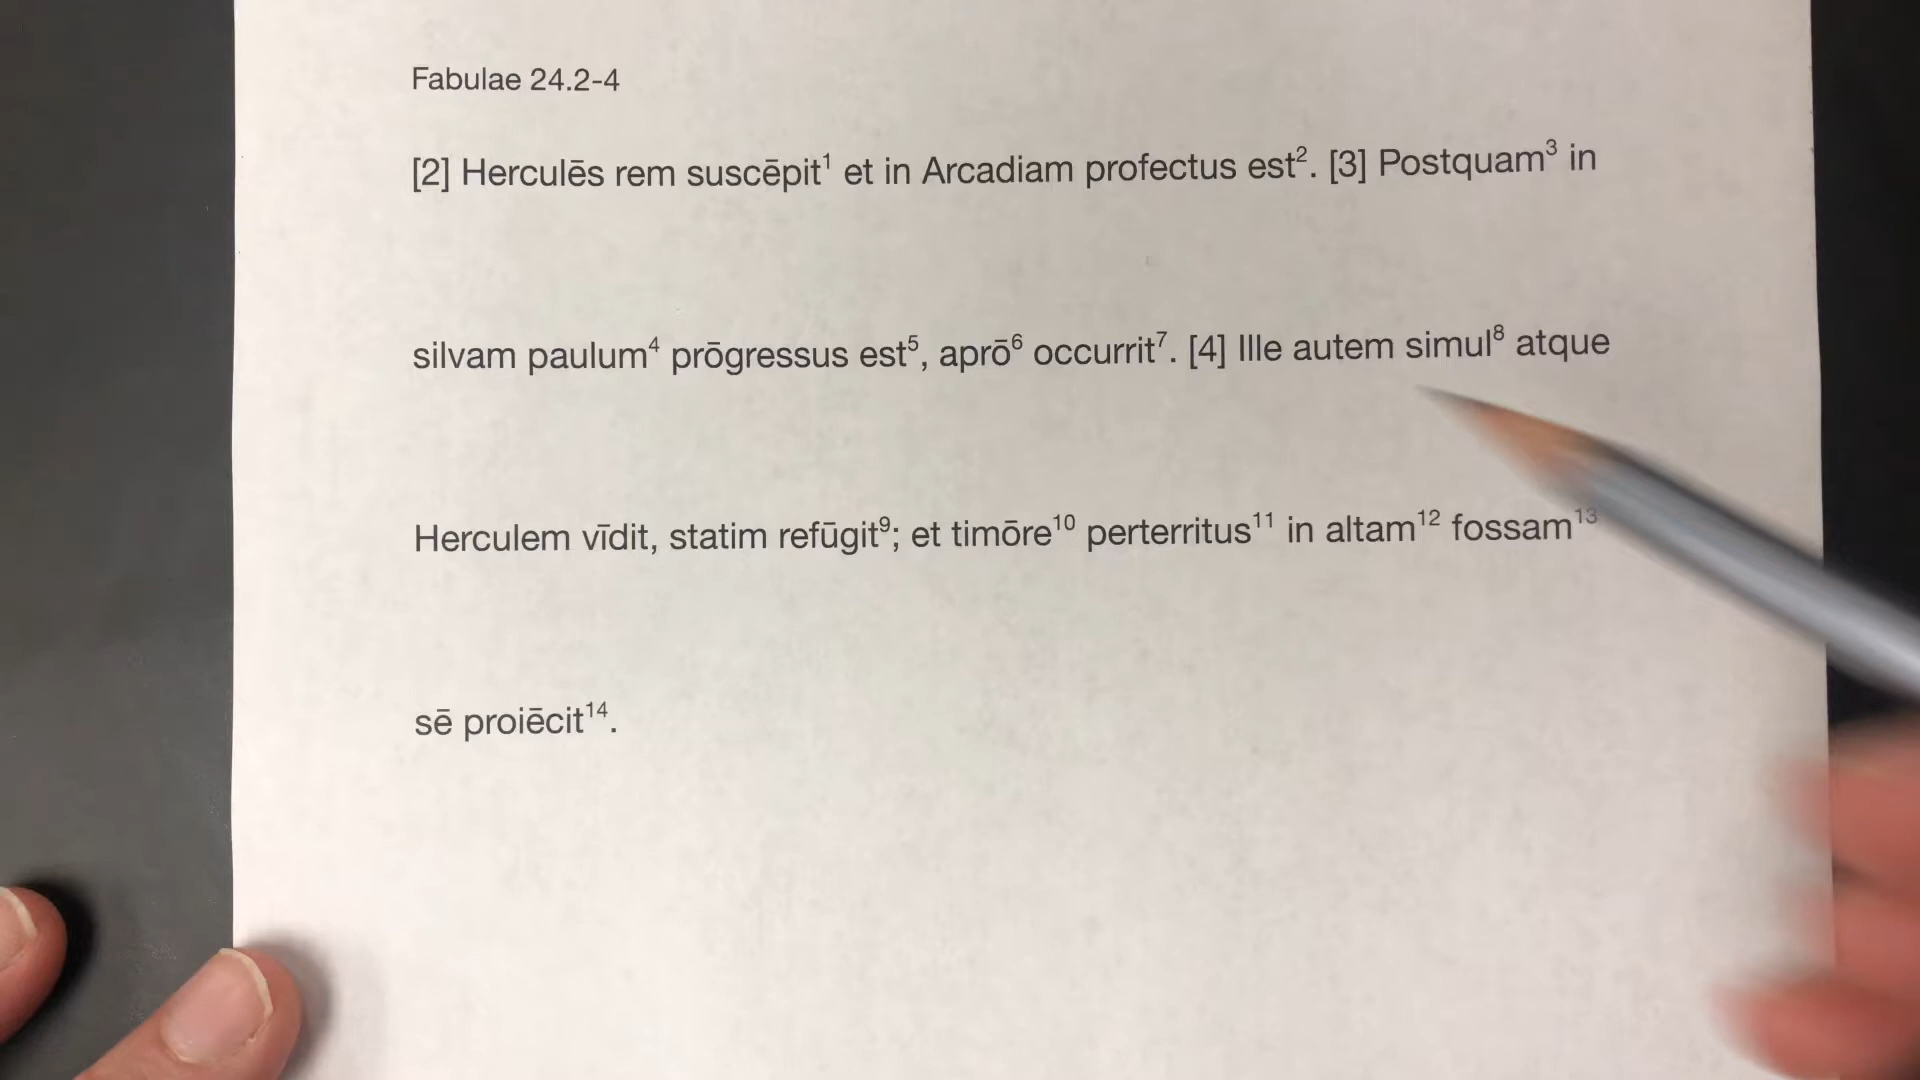 Fabulae 24.2-4
[2] Herculēs rem suscēpit¹ et in Arcadiam profectus est². [3] Postquam³ in
silvam paulum⁴ prōgressus est⁵, aprō⁶ occurrit⁷. [4] Ille autem simul⁸ atque
Herculem vīdit, statim refūgit⁹; et timōre¹⁰ perterritus¹¹ in altam¹² fossam¹³
sē proiēcit¹⁴.